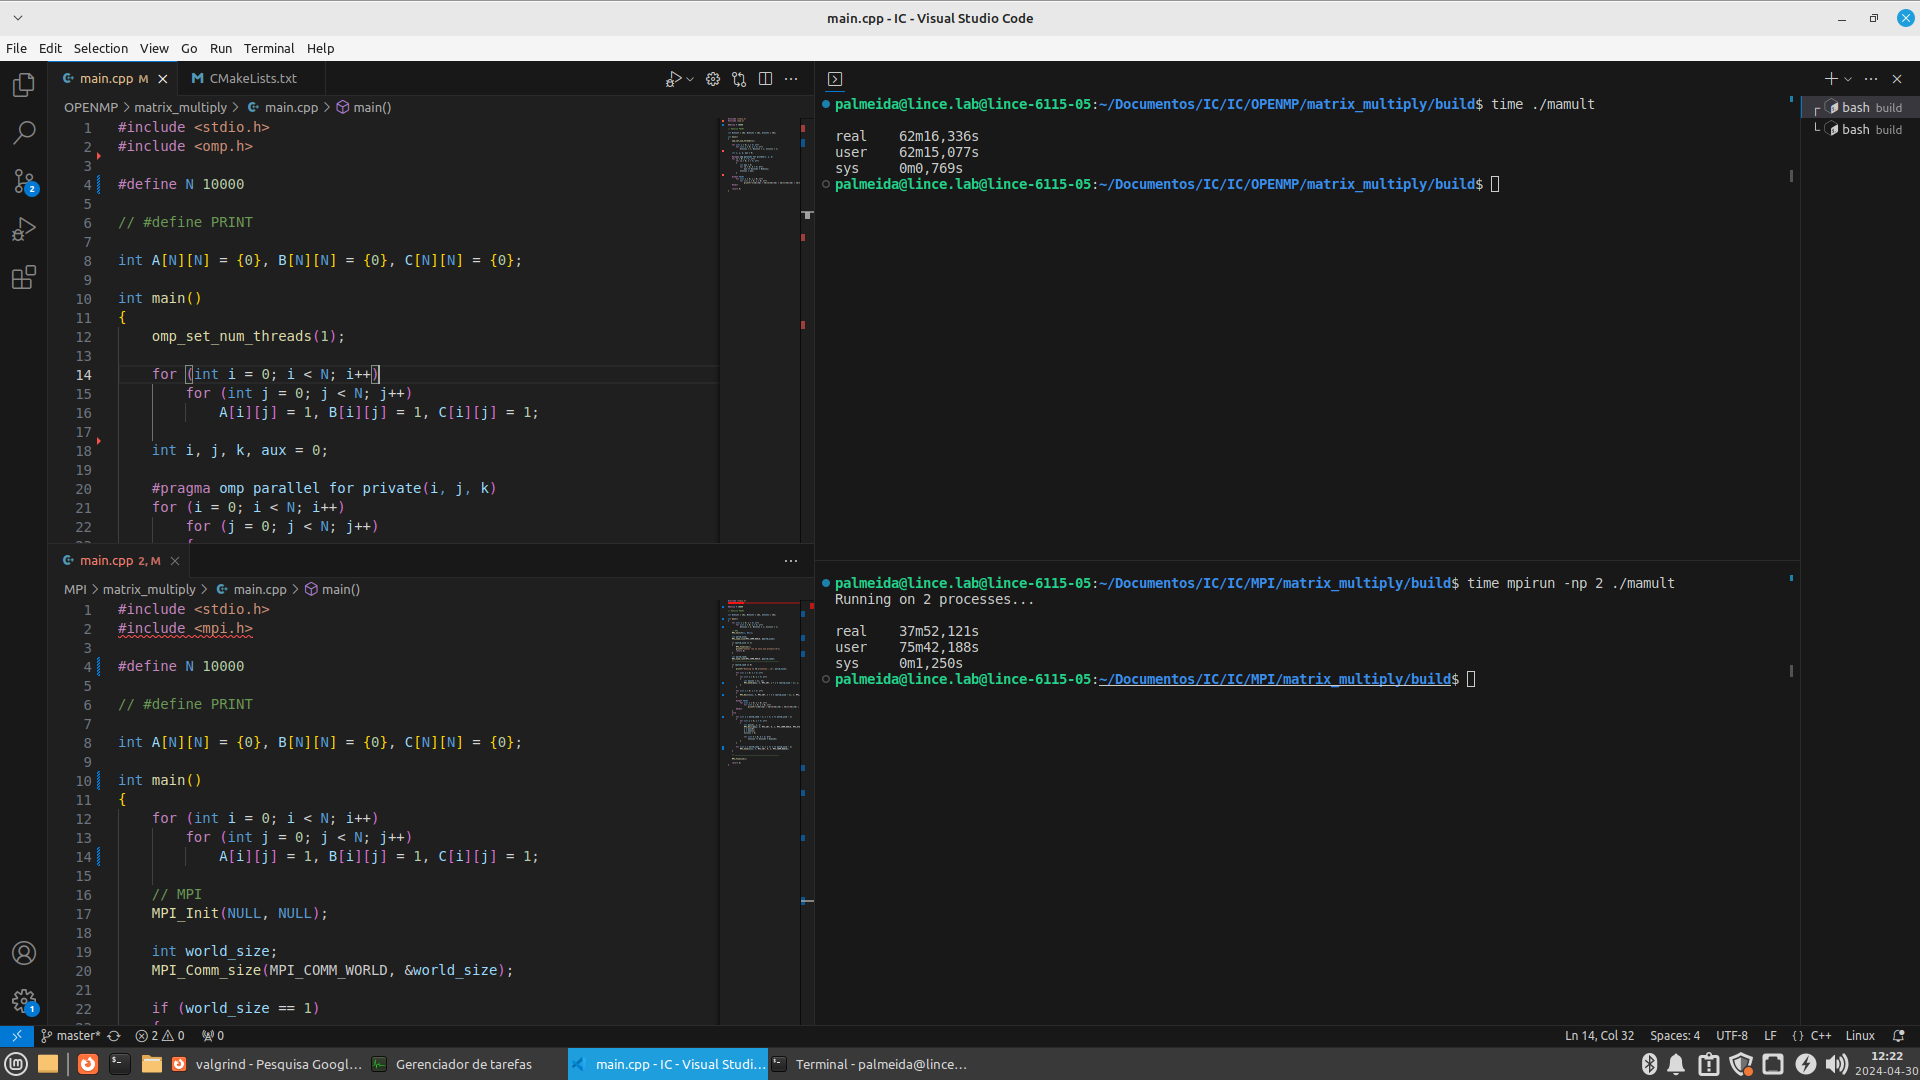 main.cpp - IC - Visual Studio Code
File Edit Selection View Go Run Terminal Help
main.cpp M
CMakeLists.txt
OPENMP > matrix_multiply > main.cpp > main()
1 #include <stdio.h>
2 #include <omp.h>
3
4 #define N 10000
5
6 // #define PRINT
7
8 int A[N][N] = {0}, B[N][N] = {0}, C[N][N] = {0};
9
10 int main()
11 {
12 omp_set_num_threads(1);
13
14 for (int i = 0; i < N; i++)
15 for (int j = 0; j < N; j++)
16 A[i][j] = 1, B[i][j] = 1, C[i][j] = 1;
17
18 int i, j, k, aux = 0;
19
20 #pragma omp parallel for private(i, j, k)
21 for (i = 0; i < N; i++)
22 for (j = 0; j < N; j++)
main.cpp 2, M
MPI > matrix_multiply > main.cpp > main()
1 #include <stdio.h>
2 #include <mpi.h>
3
4 #define N 10000
5
6 // #define PRINT
7
8 int A[N][N] = {0}, B[N][N] = {0}, C[N][N] = {0};
9
10 int main()
11 {
12 for (int i = 0; i < N; i++)
13 for (int j = 0; j < N; j++)
14 A[i][j] = 1, B[i][j] = 1, C[i][j] = 1;
15
16 // MPI
17 MPI_Init(NULL, NULL);
18
19 int world_size;
20 MPI_Comm_size(MPI_COMM_WORLD, &world_size);
21
22 if (world_size == 1)
palmeida@lince.lab@lince-6115-05:~/Documentos/IC/IC/OPENMP/matrix_multiply/build$ time ./mamult
real 62m16,336s
user 62m15,077s
sys 0m0,769s
palmeida@lince.lab@lince-6115-05:~/Documentos/IC/IC/OPENMP/matrix_multiply/build$
palmeida@lince.lab@lince-6115-05:~/Documentos/IC/IC/MPI/matrix_multiply/build$ time mpirun -np 2 ./mamult
Running on 2 processes...
real 37m52,121s
user 75m42,188s
sys 0m1,250s
palmeida@lince.lab@lince-6115-05:~/Documentos/IC/IC/MPI/matrix_multiply/build$
bash build
bash build
2
1
master* 2 0 0
Ln 14, Col 32 Spaces: 4 UTF-8 LF {} C++ Linux
valgrind - Pesquisa Googl...
Gerenciador de tarefas
main.cpp - IC - Visual Studi...
Terminal - palmeida@lince...
12:22
2024-04-30